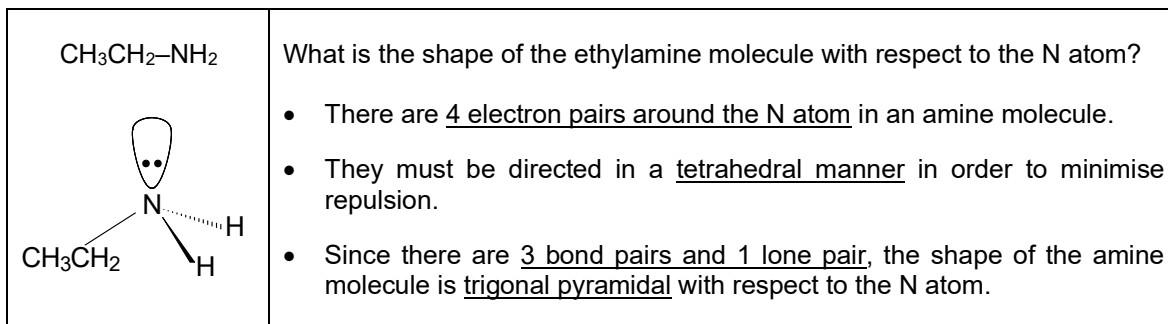 CH₃CH₂–NH₂
N
H
CH₃CH₂
H
What is the shape of the ethylamine molecule with respect to the N atom?
• There are 4 electron pairs around the N atom in an amine molecule.
• They must be directed in a tetrahedral manner in order to minimise
repulsion.
• Since there are 3 bond pairs and 1 lone pair, the shape of the amine
molecule is trigonal pyramidal with respect to the N atom.